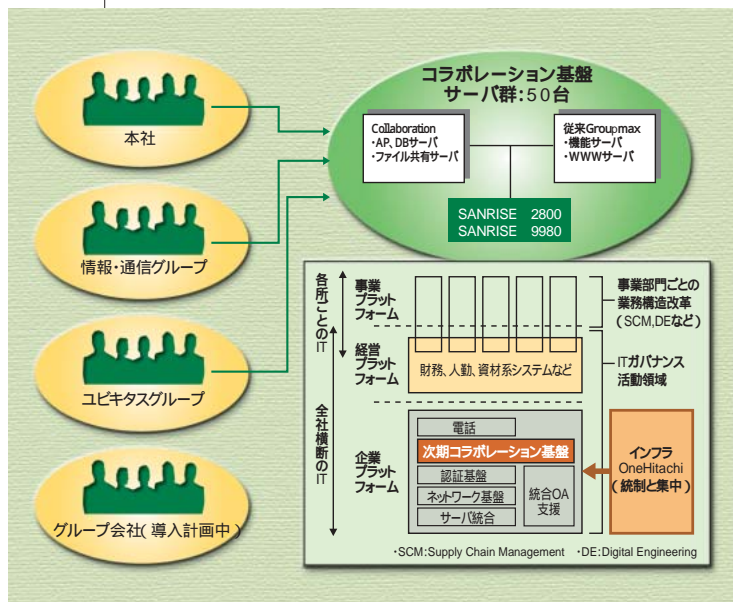 本社
情報・通信グループ
ユビキタスグループ
グループ会社(導入計画中)
コラボレーション基盤
サーバ群:50台
Collaboration
・AP、DBサーバ
・ファイル共有サーバ
従来Groupmax
・機能サーバ
・WWWサーバ
SANRISE 2800
SANRISE 9980
各所ごとのIT
全社横断のIT
事業
プラット
フォーム
経営
プラット
フォーム
企業
プラット
フォーム
財務、人勤、資材系システムなど
電話
次期コラボレーション基盤
認証基盤
ネットワーク基盤
サーバ統合
統合OA
支援
事業部門ごとの
業務構造改革
(SCM,DEなど)
ITガバナンス
活動領域
インフラ
OneHitachi
(統制と集中)
・SCM:Supply Chain Management ・DE:Digital Engineering